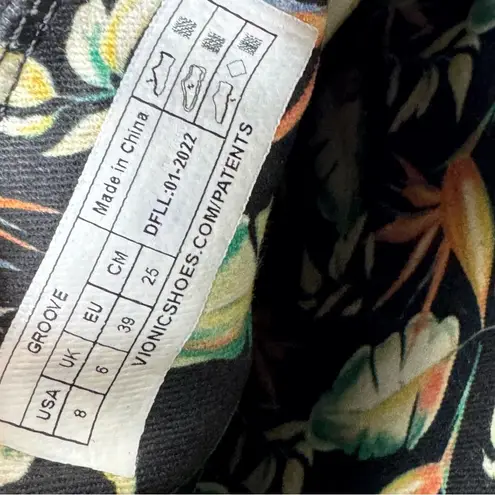 GROOVE Made in China
USA UK EU CM DFLL:01-2022
8 6 39 25
VIONICSHOES.COM/PATENTS